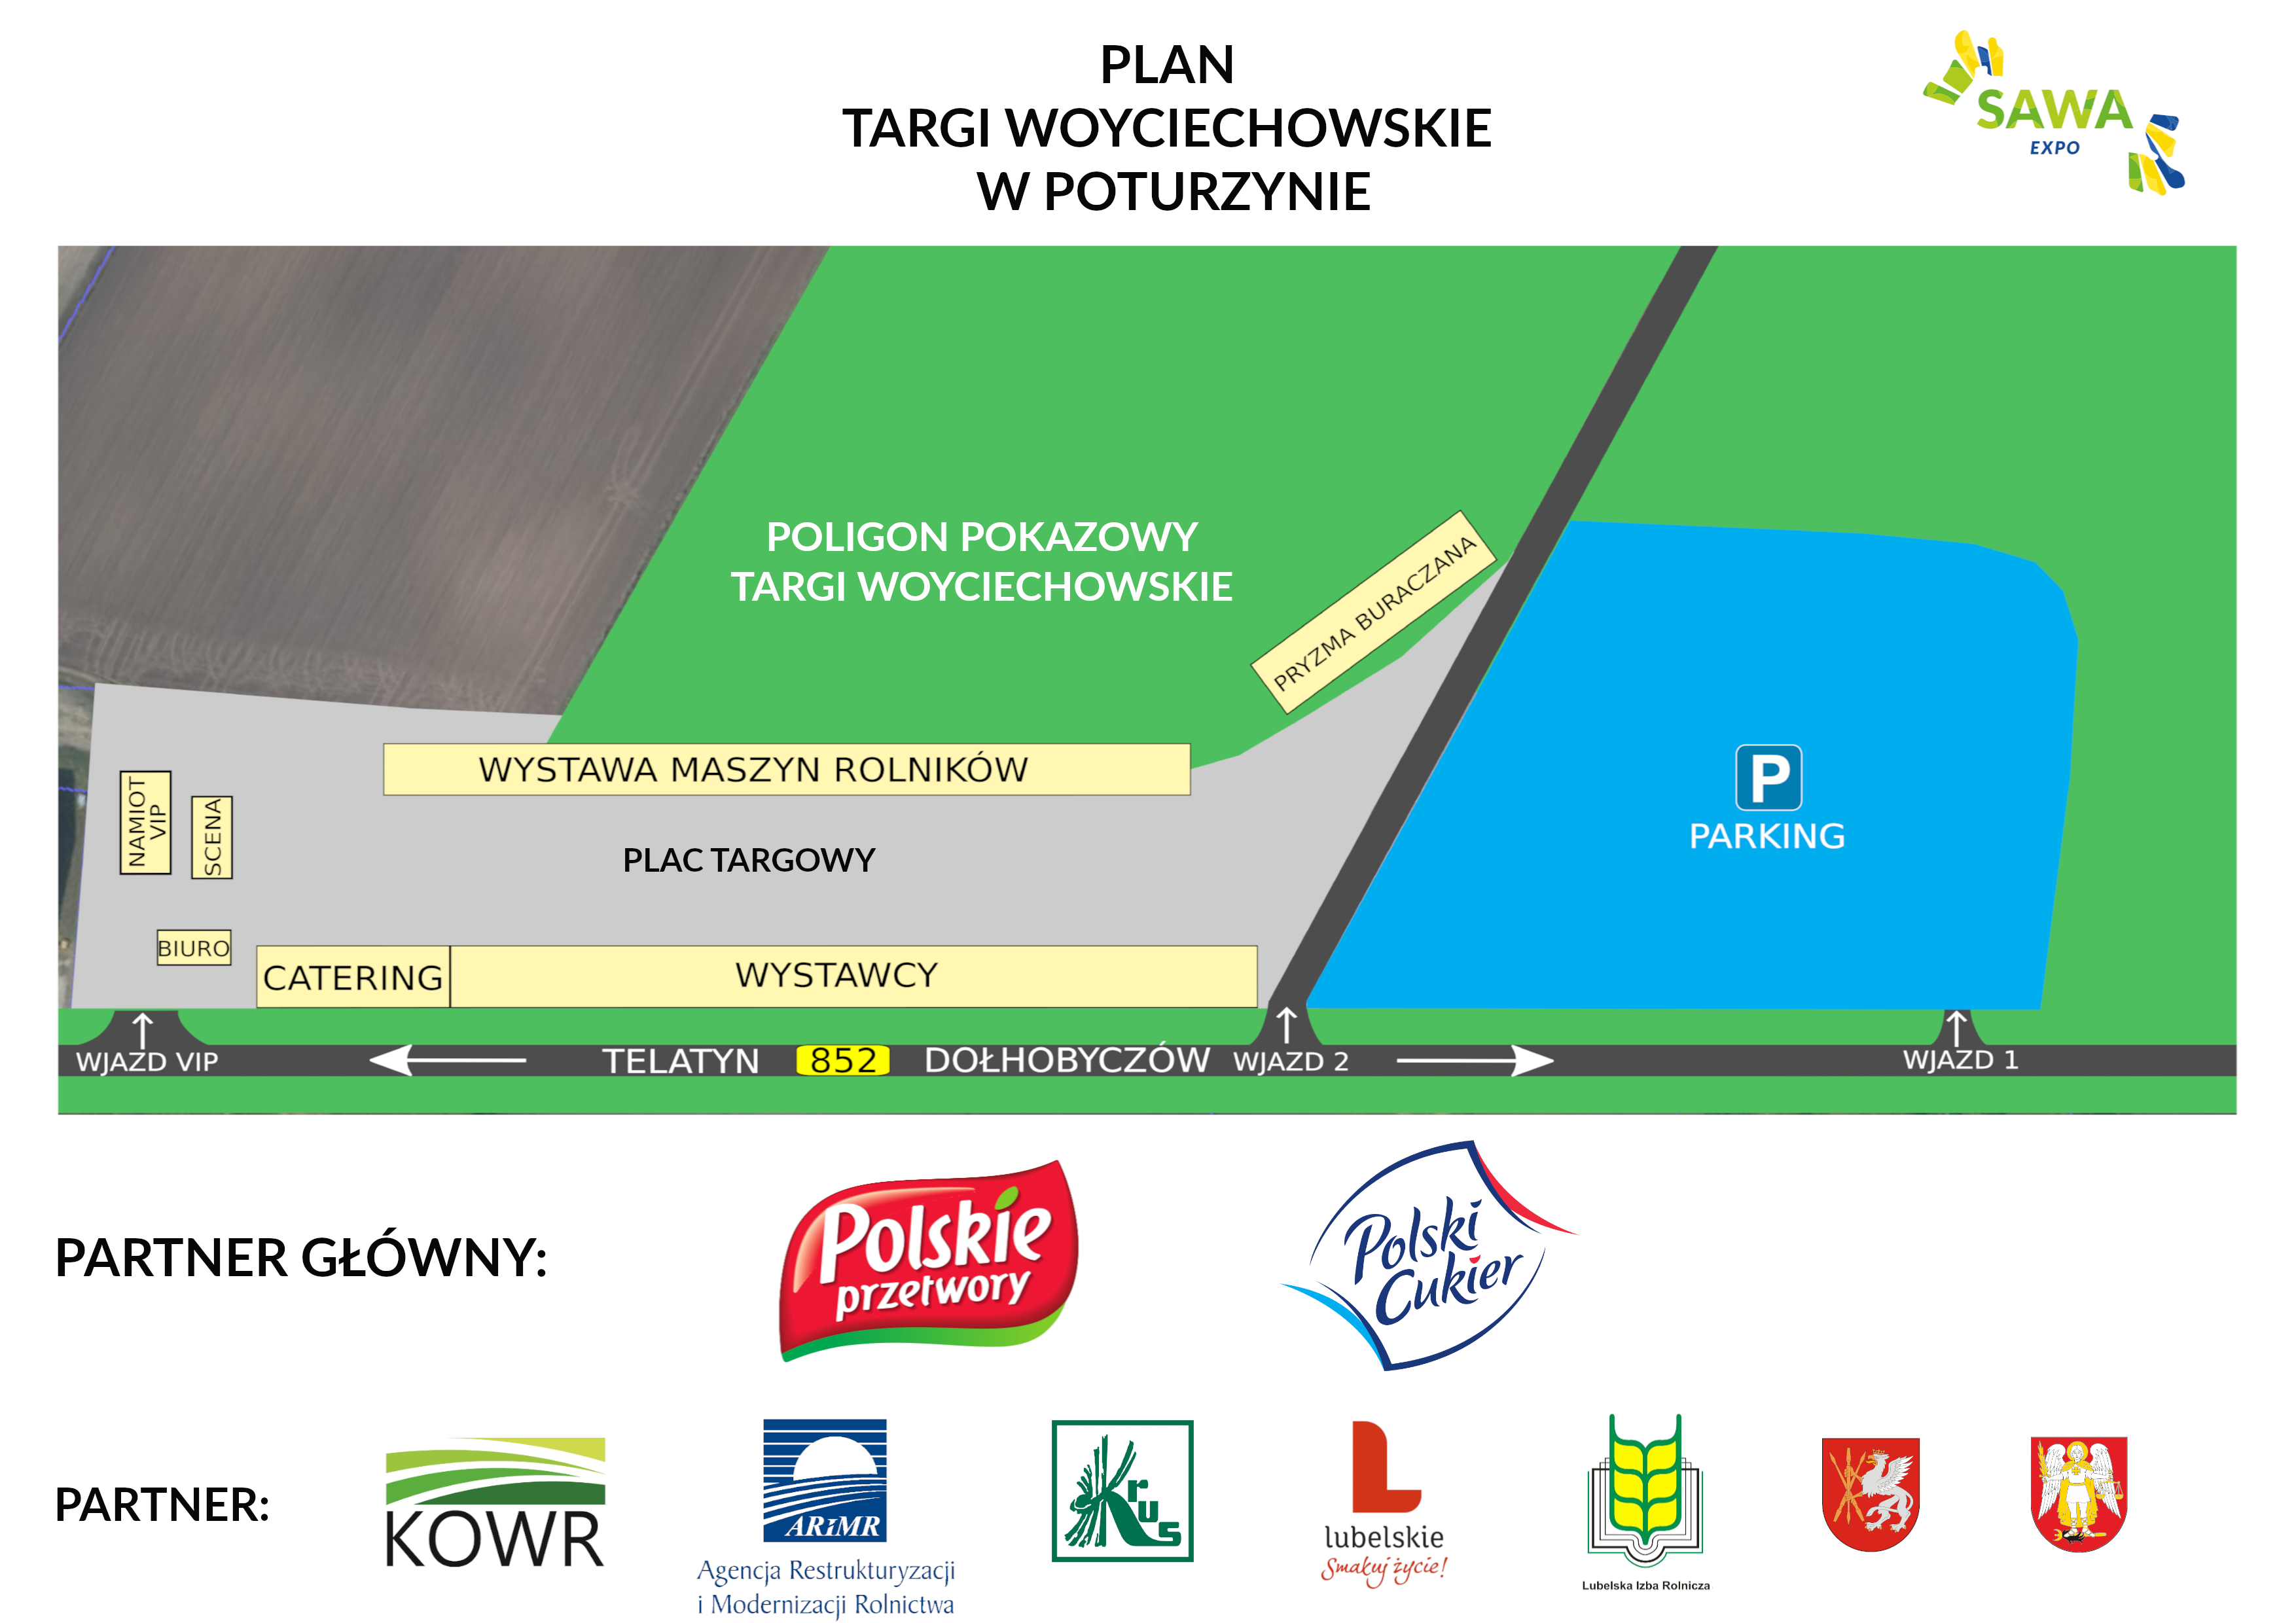 PLAN
TARGI WOYCIECHOWSKIE
W POTURZYNIE
SAWA
EXPO
POLIGON POKAZOWY
TARGI WOYCIECHOWSKIE
PRYZMA BURACZANA
WYSTAWA MASZYN ROLNIKÓW
NAMIOT
VIP
SCENA
P
PARKING
PLAC TARGOWY
BIURO
CATERING
WYSTAWCY
WJAZD VIP
TELATYN
852
DOŁHOBYCZÓW
WJAZD 2
WJAZD 1
PARTNER GŁÓWNY:
Polskie
przetwory
Polski
Cukier
PARTNER:
KOWR
ARiMR
Agencja Restrukturyzacji
i Modernizacji Rolnictwa
Krus
lubelskie
Smakuj życie!
Lubelska Izba Rolnicza